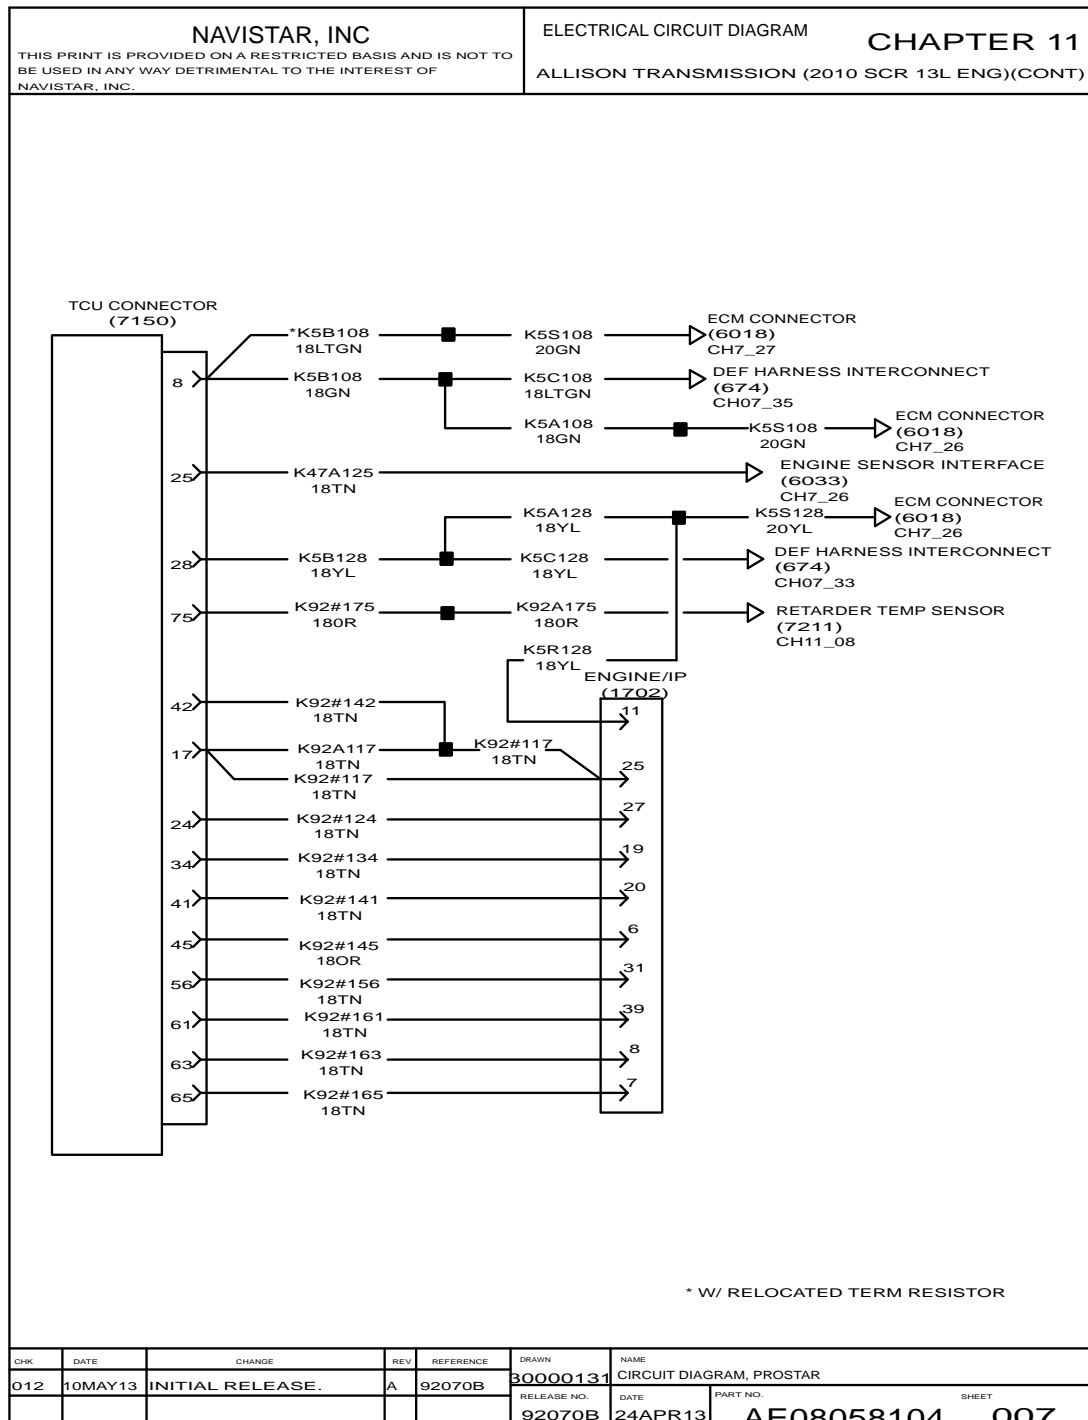 NAVISTAR, INC
THIS PRINT IS PROVIDED ON A RESTRICTED BASIS AND IS NOT TO
BE USED IN ANY WAY DETRIMENTAL TO THE INTEREST OF
NAVISTAR, INC.
ELECTRICAL CIRCUIT DIAGRAM
CHAPTER 11
ALLISON TRANSMISSION (2010 SCR 13L ENG)(CONT)
TCU CONNECTOR
(7150)
*K5B108
18LTGN
K5S108
20GN
ECM CONNECTOR
(6018)
CH7_27
8
K5B108
18GN
K5C108
18LTGN
DEF HARNESS INTERCONNECT
(674)
CH07_35
K5A108
18GN
K5S108
20GN
ECM CONNECTOR
(6018)
CH7_26
25
K47A125
18TN
ENGINE SENSOR INTERFACE
(6033)
CH7_26
K5A128
18YL
K5S128
20YL
ECM CONNECTOR
(6018)
CH7_26
28
K5B128
18YL
K5C128
18YL
DEF HARNESS INTERCONNECT
(674)
CH07_33
75
K92#175
180R
K92A175
180R
RETARDER TEMP SENSOR
(7211)
CH11_08
K5R128
18YL
ENGINE/IP
(1702)
42
K92#142
18TN
11
17
K92A117
18TN
K92#117
18TN
K92#117
18TN
25
24
K92#124
18TN
27
34
K92#134
18TN
19
41
K92#141
18TN
20
45
K92#145
18OR
6
56
K92#156
18TN
31
61
K92#161
18TN
39
63
K92#163
18TN
8
65
K92#165
18TN
7
* W/ RELOCATED TERM RESISTOR
CHK DATE CHANGE REV REFERENCE
012 10MAY13 INITIAL RELEASE. A 92070B
DRAWN
30000131
NAME
CIRCUIT DIAGRAM, PROSTAR
RELEASE NO.
92070B
DATE
24APR13
PART NO.
AE08058104
SHEET
007